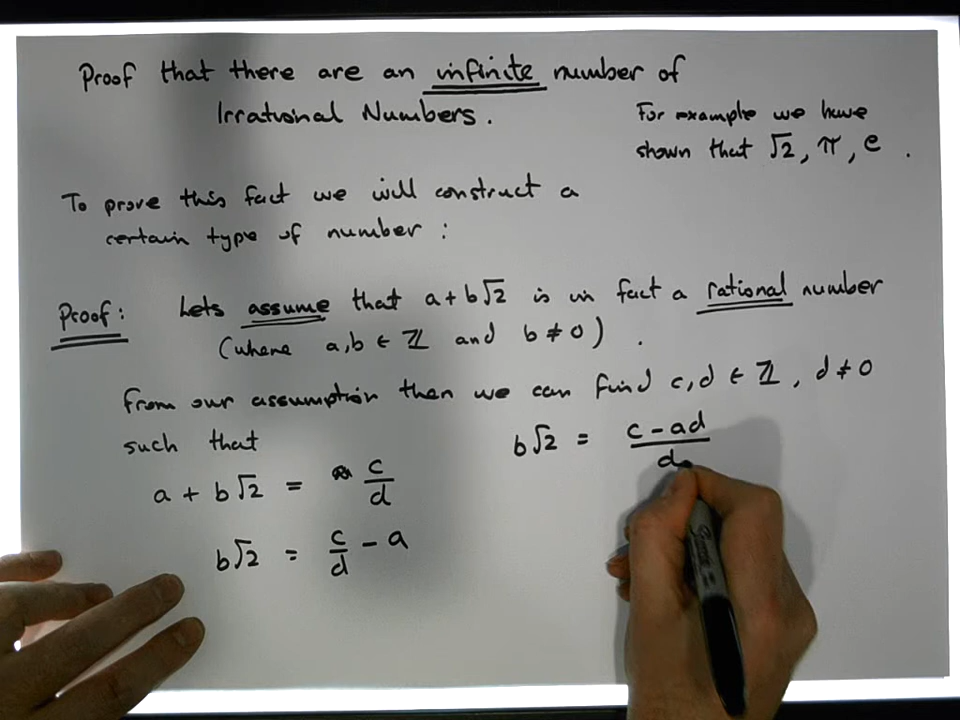 Proof that there are an infinite number of
Irrational Numbers.
For example we have
shown that √2, π, e .
To prove this fact we will construct a
certain type of number :
Proof: Lets assume that a+b√2 is in fact a rational number
(where a,b ∈ ℤ and b ≠ 0) .
From our assumption then we can find c,d ∈ ℤ, d ≠ 0
such that
a + b√2 = c/d
b√2 = c/d - a
b√2 = c - ad / d